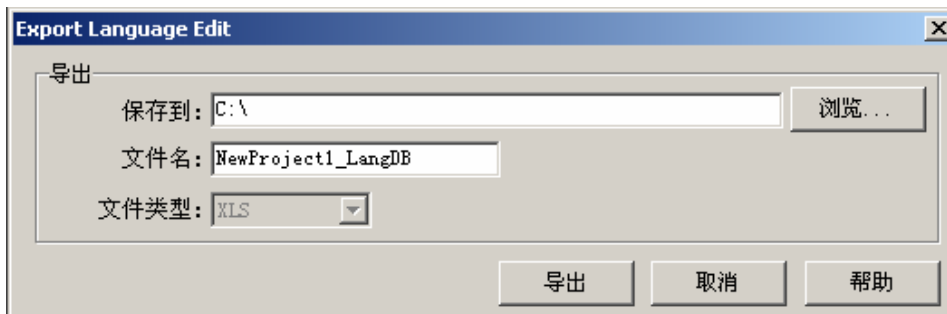 Export Language Edit
导出
保存到: C:\ 浏览...
文件名: NewProject1_LangDB
文件类型: XLS
导出 取消 帮助